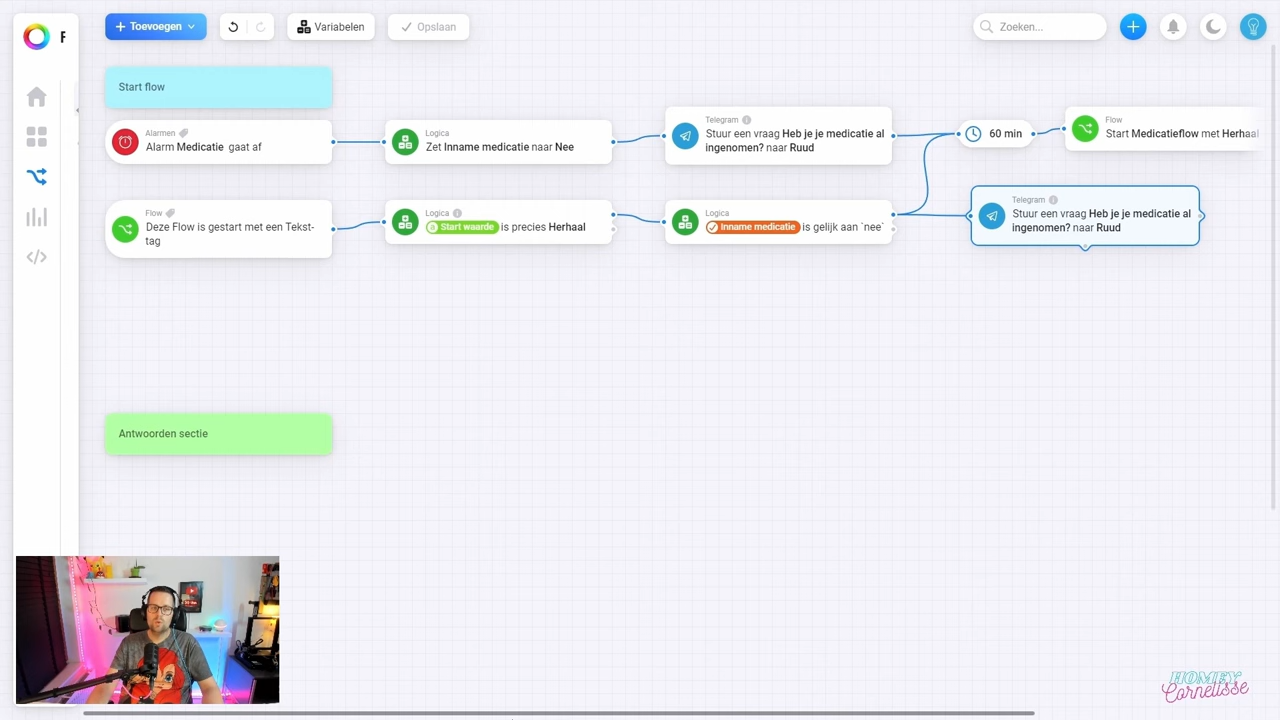 F
Toevoegen
Variabelen
Opslaan
Zoeken...
Start flow
Alarmen
Alarm Medicatie gaat af
Logica
Zet Inname medicatie naar Nee
Telegram
Stuur een vraag Heb je je medicatie al
ingenomen? naar Ruud
60 min
Flow
Start Medicatieflow met Herhaal
Flow
Deze Flow is gestart met een Tekst-
tag
Logica
Start waarde is precies Herhaal
Logica
Inname medicatie is gelijk aan `nee`
Telegram
Stuur een vraag Heb je je medicatie al
ingenomen? naar Ruud
Antwoorden sectie
HOMEY
Cornelisse